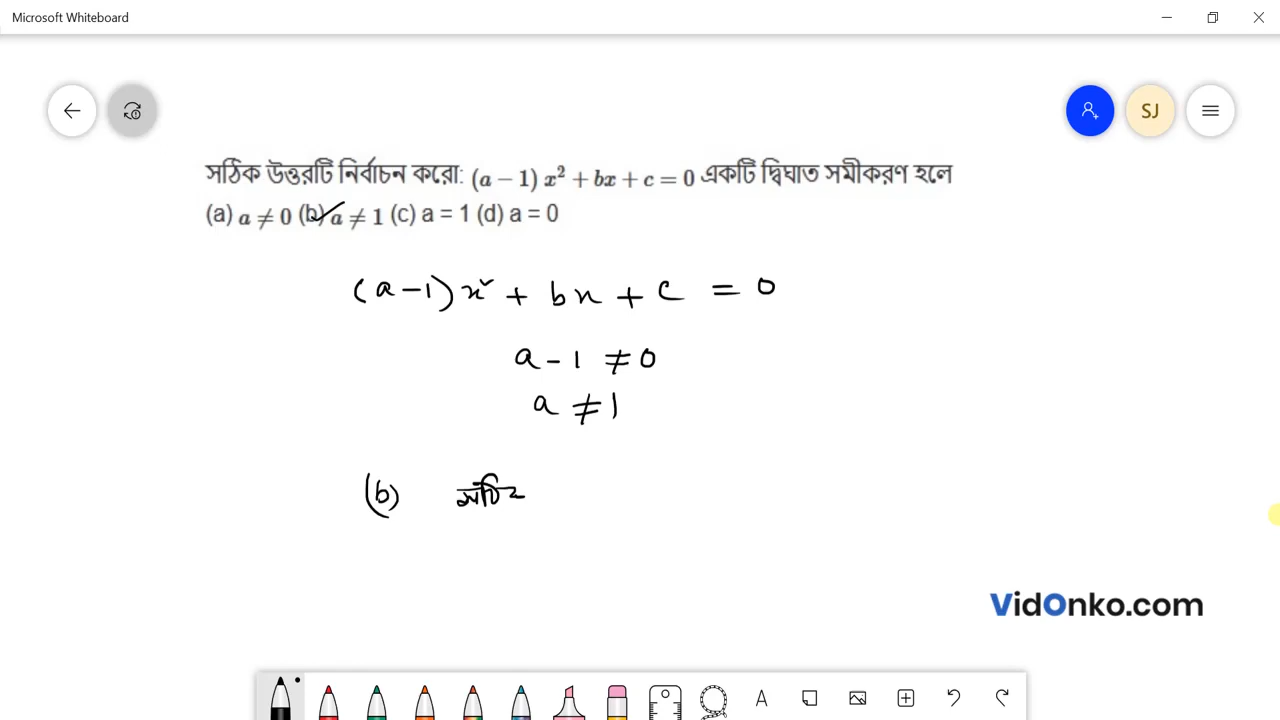 Microsoft Whiteboard
SJ
সঠিক উত্তরটি নির্বাচন করো: (a − 1) x² + bx + c = 0 একটি দ্বিঘাত সমীকরণ হলে
(a) a ≠ 0 (b) a ≠ 1 (c) a = 1 (d) a = 0
(a-1)x² + bx + c = 0
a - 1 ≠ 0
a ≠ 1
(b) সঠিক
VidOnko.com
A